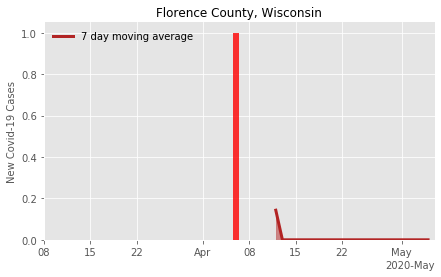 Florence County, Wisconsin
7 day moving average
New Covid-19 Cases
1.0
0.8
0.6
0.4
0.2
0.0
08 15 22 Apr 08 15 22 May
2020-May